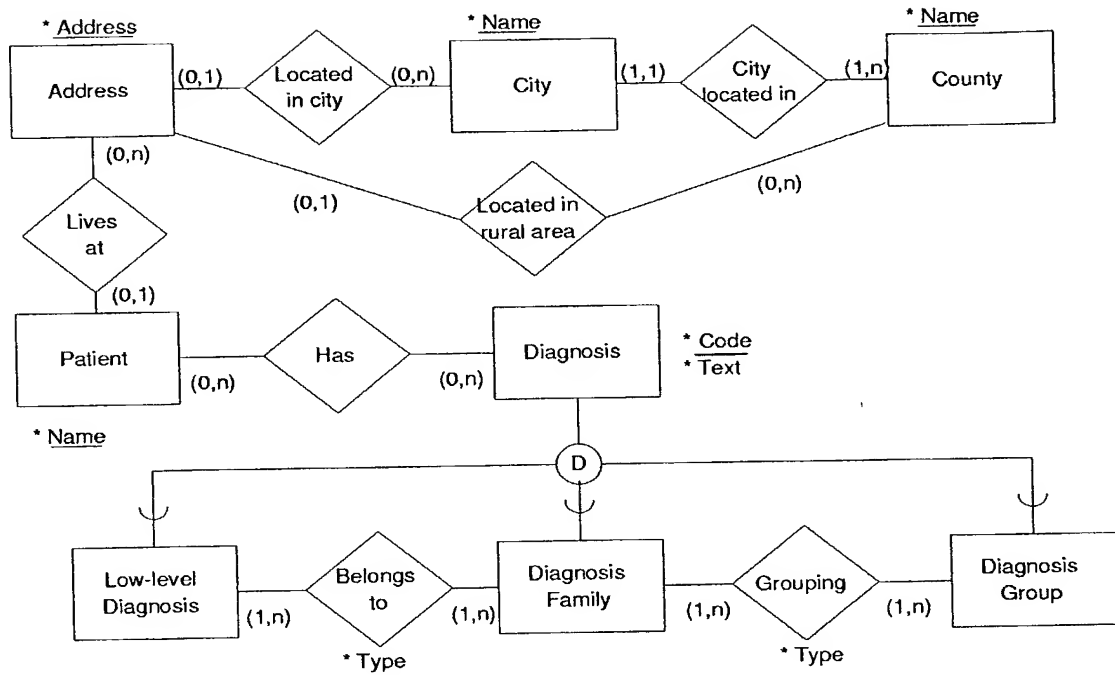 * Address
* Name
* Name
Address
(0,1)
Located
in city
(0,n)
City
(1,1)
City
located in
(1,n)
County
(0,n)
(0,1)
Located in
rural area
(0,n)
Lives
at
(0,1)
Patient
(0,n)
Has
(0,n)
Diagnosis
* Code
* Text
* Name
D
Low-level
Diagnosis
(1,n)
Belongs
to
(1,n)
Diagnosis
Family
(1,n)
Grouping
(1,n)
Diagnosis
Group
* Type
* Type